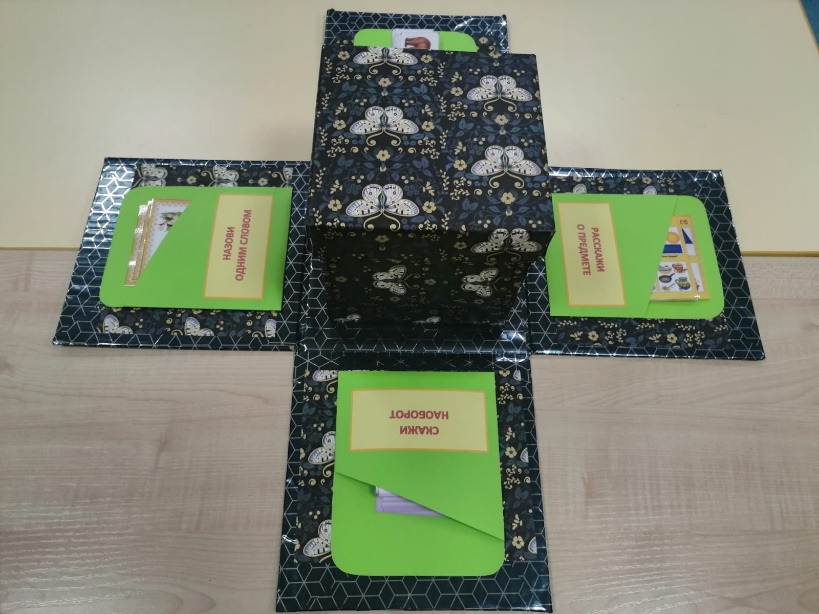 НАЗОВИ
ОДНИМ СЛОВОМ
РАССКАЖИ
О ПРЕДМЕТЕ
СКАЖИ
НАОБОРОТ